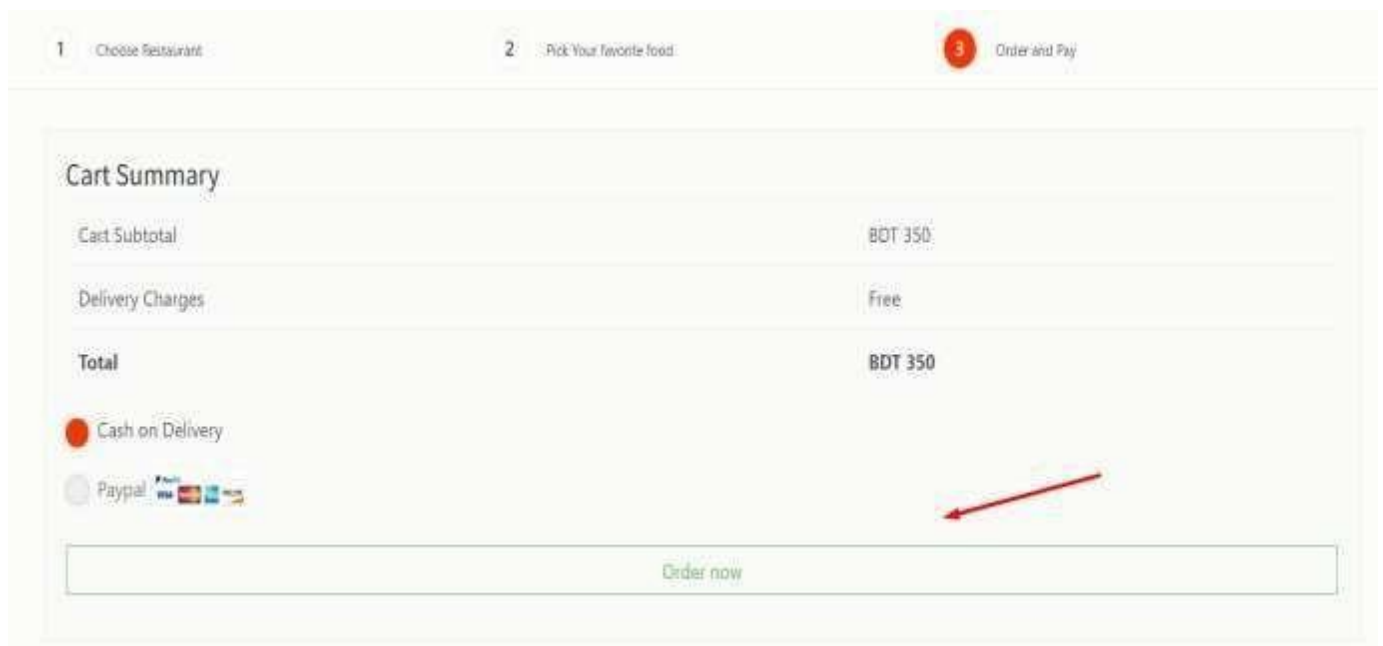 1 Choose Restaurant 2 Pick Your favorite food 3 Order and Pay
Cart Summary
Cart Subtotal BDT 350
Delivery Charges Free
Total BDT 350
Cash on Delivery
Paypal VISA
Order now